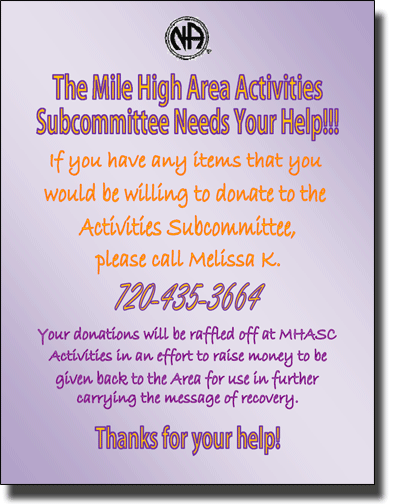 NA
The Mile High Area Activities
Subcommittee Needs Your Help!!!
If you have any items that you
would be willing to donate to the
Activities Subcommittee,
please call Melissa K.
720-435-3664
Your donations will be raffled off at MHASC
Activities in an effort to raise money to be
given back to the Area for use in further
carrying the message of recovery.
Thanks for your help!